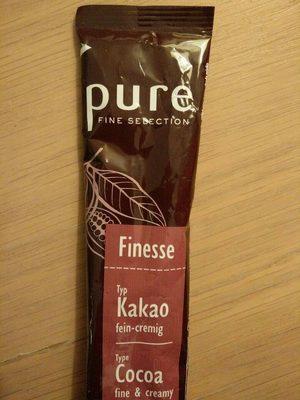 pure
FINE SELECTION
Finesse
Typ
Kakao
fein-cremig
Type
Cocoa
fine & creamy